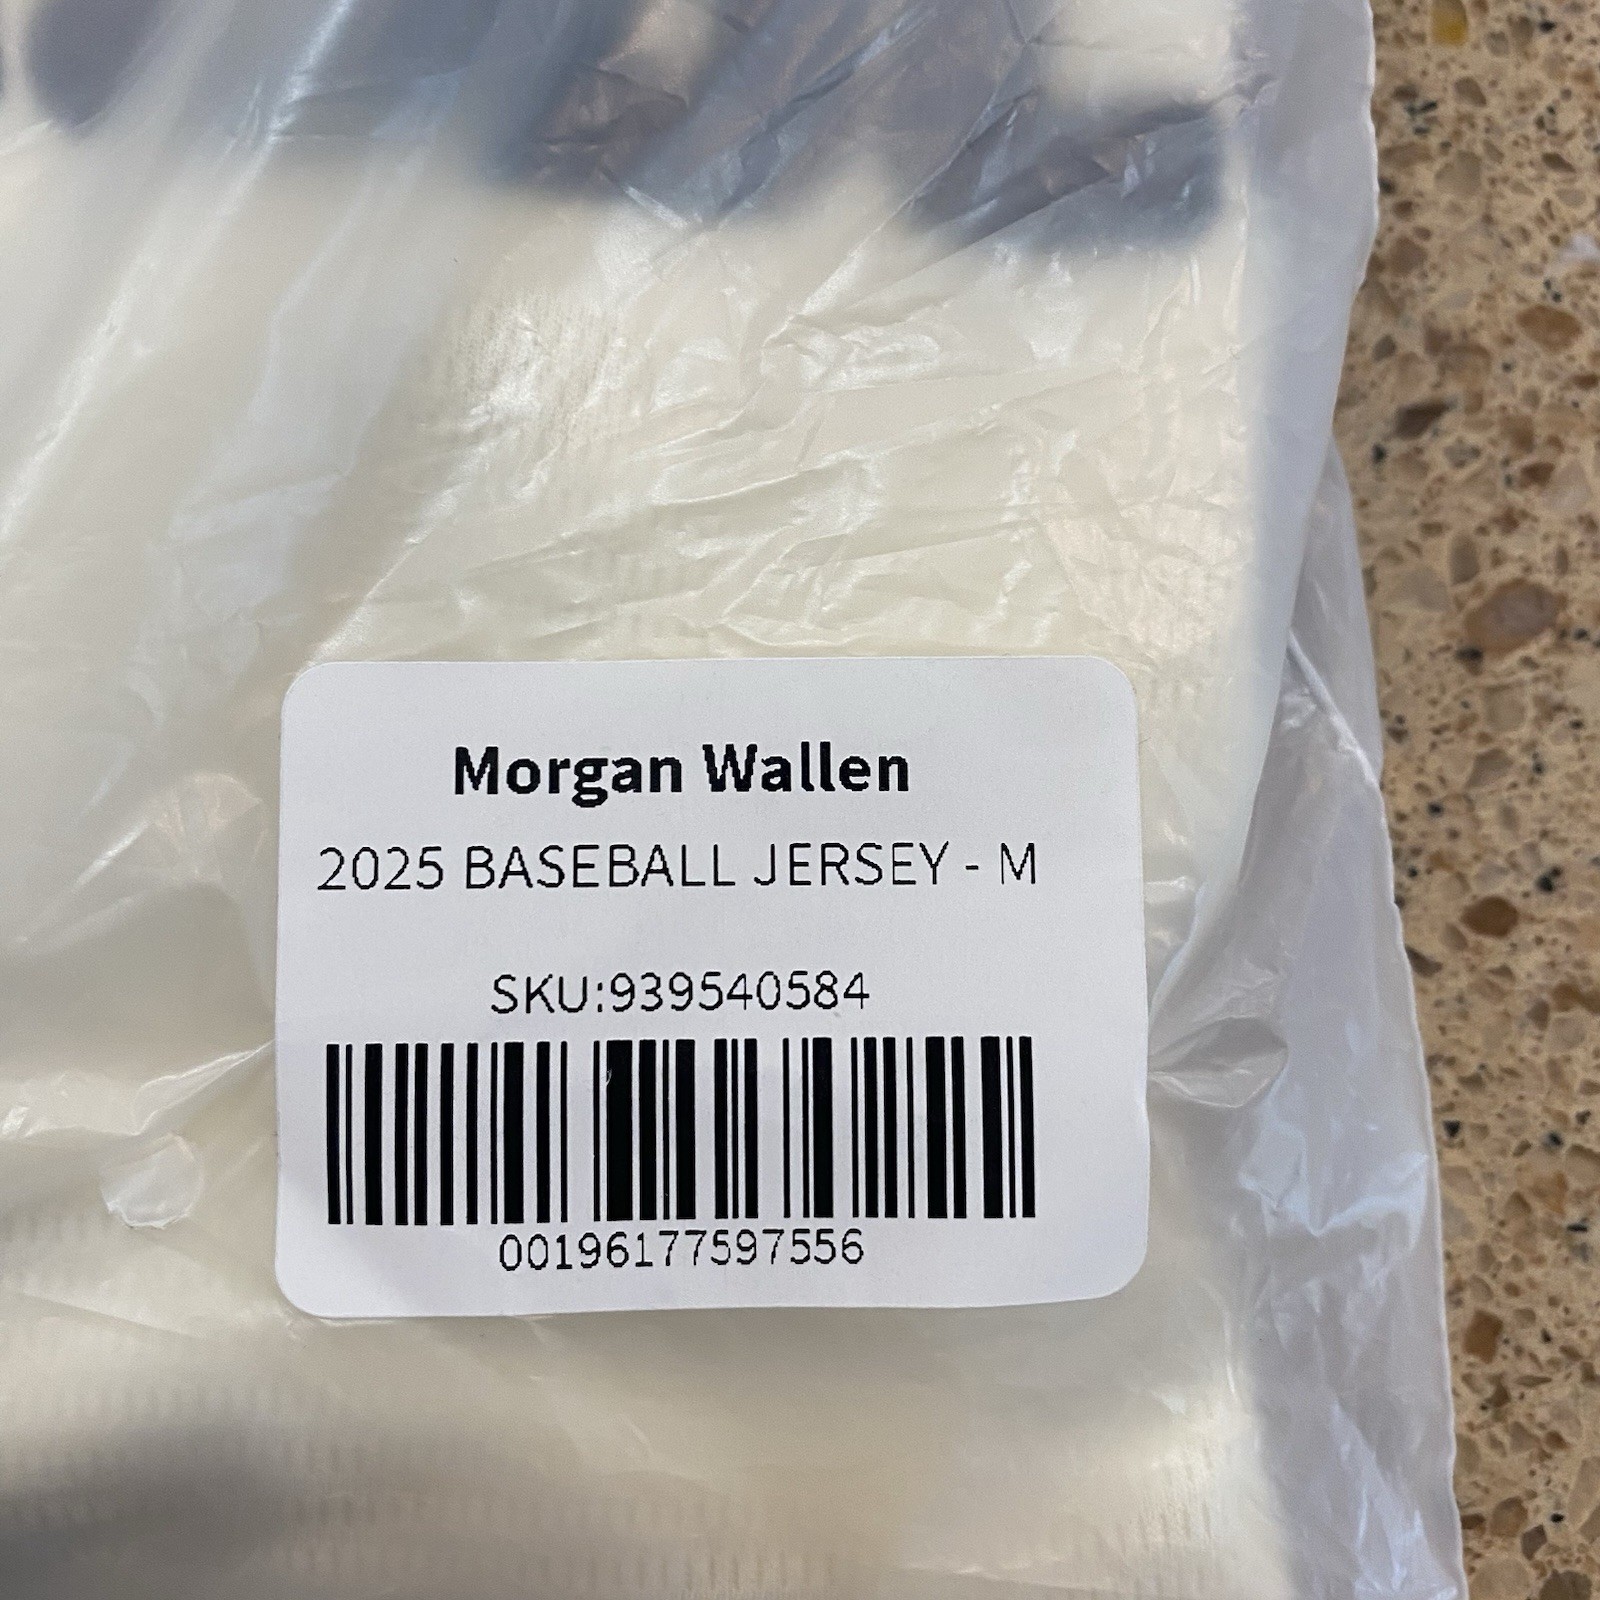 Morgan Wallen
2025 BASEBALL JERSEY - M
SKU:939540584
00196177597556